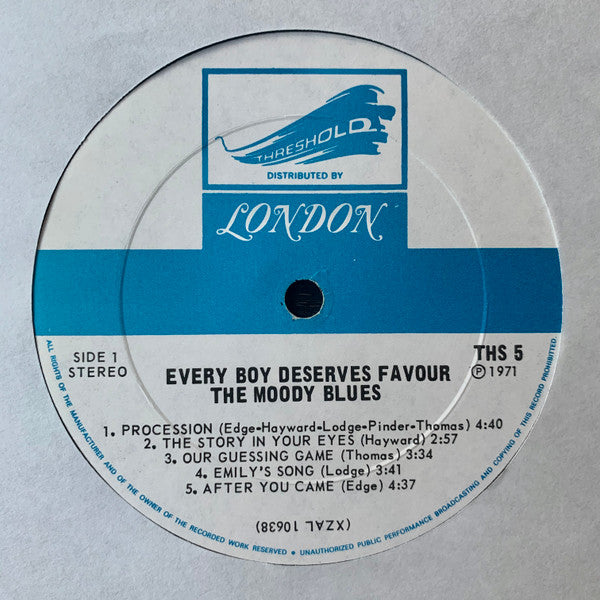 THRESHOLD
DISTRIBUTED BY
LONDON
SIDE 1
STEREO
THS 5
℗1971
EVERY BOY DESERVES FAVOUR
THE MOODY BLUES
1. PROCESSION (Edge-Hayward-Lodge-Pinder-Thomas) 4:40
2. THE STORY IN YOUR EYES (Hayward) 2:57
3. OUR GUESSING GAME (Thomas) 3:34
4. EMILY'S SONG (Lodge) 3:41
5. AFTER YOU CAME (Edge) 4:37
(XZAL 10638)
ALL RIGHTS OF THE MANUFACTURER AND OF THE OWNER OF THE RECORDED WORK RESERVED • UNAUTHORIZED PUBLIC PERFORMANCE BROADCASTING AND COPYING OF THIS RECORD PROHIBITED.